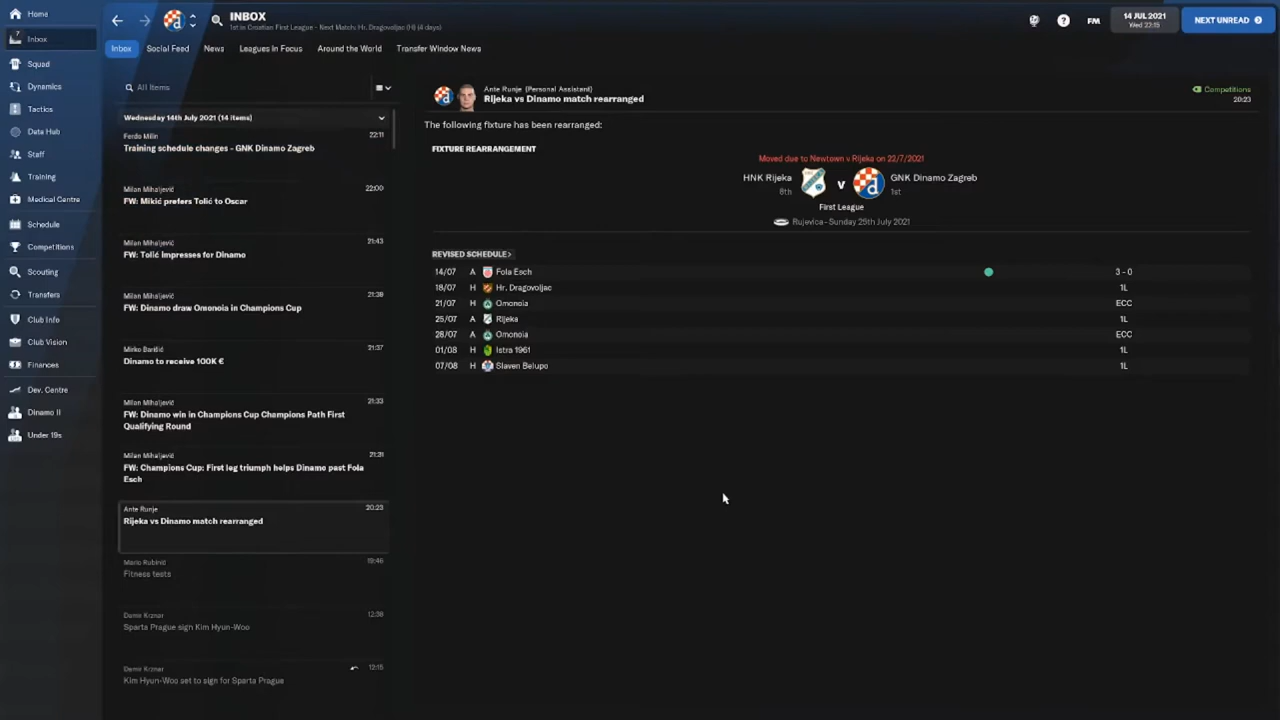 Home
Inbox
7
Squad
Dynamics
Tactics
Data Hub
Staff
Training
Medical Centre
Schedule
Competitions
Scouting
Transfers
Club Info
Club Vision
Finances
Dev. Centre
Dinamo II
Under 19s
INBOX
1st in Croatian First League - Next Match: Hr. Dragovoljac (H) (4 days)
FM
14 JUL 2021
Wed 22:15
NEXT UNREAD
Inbox Social Feed News Leagues In Focus Around the World Transfer Window News
All Items
Wednesday 14th July 2021 (14 items)
Ferdo Milin 22:11
Training schedule changes - GNK Dinamo Zagreb
Milan Mihaljević 22:00
FW: Mikić prefers Tolić to Oscar
Milan Mihaljević 21:43
FW: Tolić impresses for Dinamo
Milan Mihaljević 21:39
FW: Dinamo draw Omonoia in Champions Cup
Mirko Barišić 21:37
Dinamo to receive 100K €
Milan Mihaljević 21:33
FW: Dinamo win in Champions Cup Champions Path First
Qualifying Round
Milan Mihaljević 21:31
FW: Champions Cup: First leg triumph helps Dinamo past Fola
Esch
Ante Runje 20:23
Rijeka vs Dinamo match rearranged
Mario Rubinić 19:46
Fitness tests
Damir Krznar 12:38
Sparta Prague sign Kim Hyun-Woo
Damir Krznar 12:15
Kim Hyun-Woo set to sign for Sparta Prague
Ante Runje (Personal Assistant)
Rijeka vs Dinamo match rearranged
Competitions
20:23
The following fixture has been rearranged:
FIXTURE REARRANGEMENT
Moved due to Newtown v Rijeka on 22/7/2021
HNK Rijeka v GNK Dinamo Zagreb
8th 1st
First League
Rujevica - Sunday 25th July 2021
REVISED SCHEDULE>
14/07 A Fola Esch 3 - 0
18/07 H Hr. Dragovoljac 1L
21/07 H Omonoia ECC
25/07 A Rijeka 1L
28/07 A Omonoia ECC
01/08 H Istra 1961 1L
07/08 H Slaven Belupo 1L